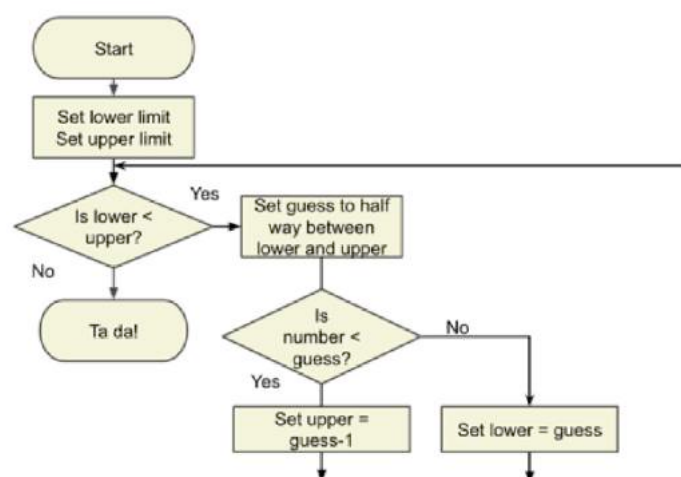 Start
Set lower limit
Set upper limit
Is lower <
upper?
Yes
No
Set guess to half
way between
lower and upper
Ta da!
Is
number <
guess?
No
Yes
Set upper =
guess-1
Set lower = guess